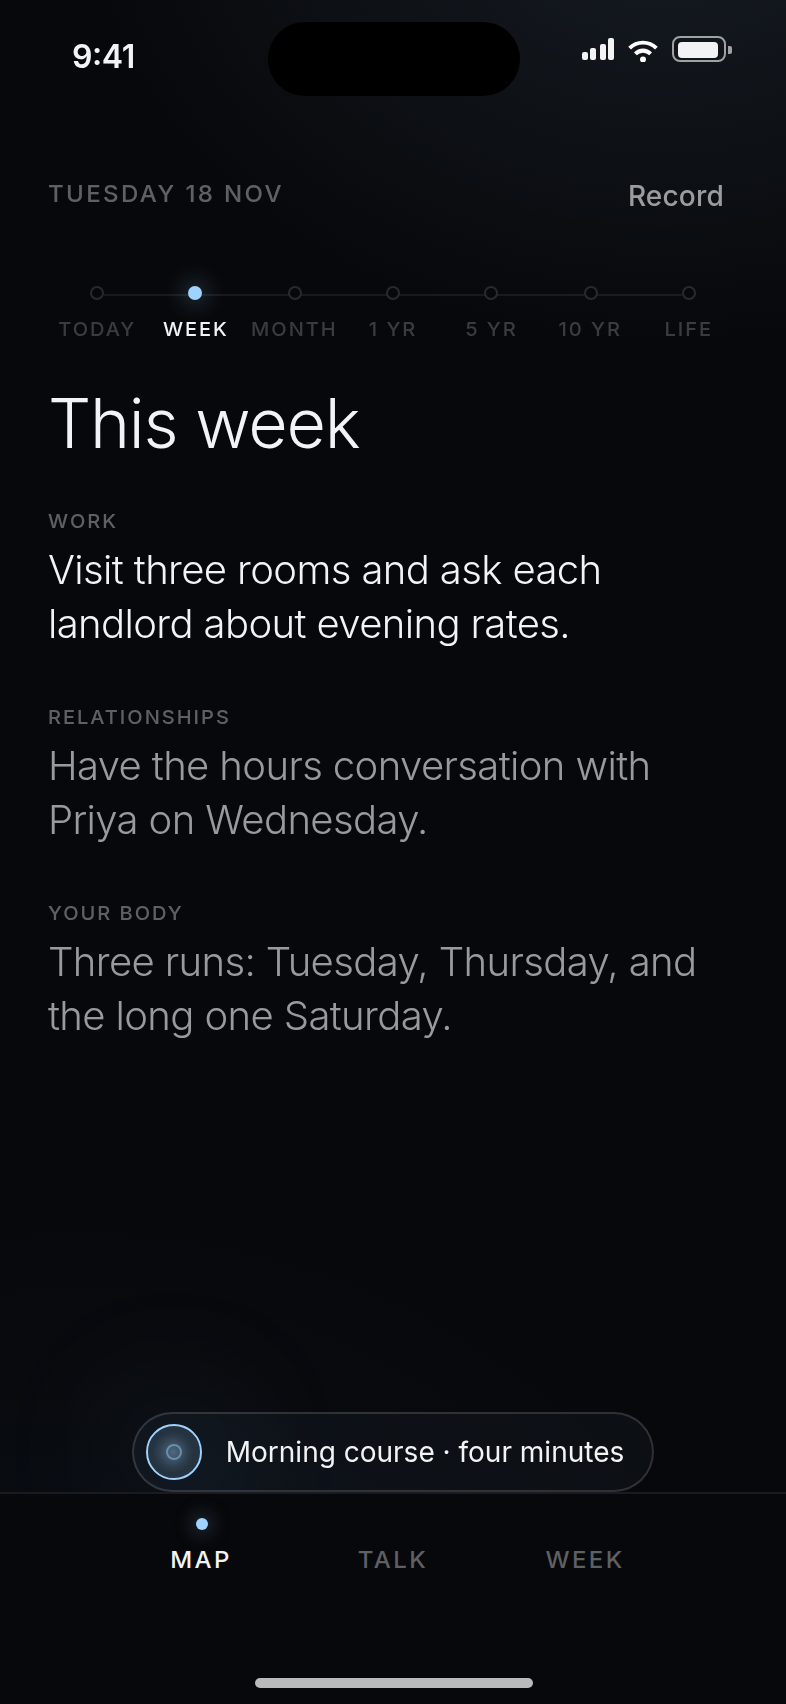 9:41
TUESDAY 18 NOV
Record
TODAY WEEK MONTH 1 YR 5 YR 10 YR LIFE
This week
WORK
Visit three rooms and ask each
landlord about evening rates.
RELATIONSHIPS
Have the hours conversation with
Priya on Wednesday.
YOUR BODY
Three runs: Tuesday, Thursday, and
the long one Saturday.
Morning course · four minutes
MAP TALK WEEK